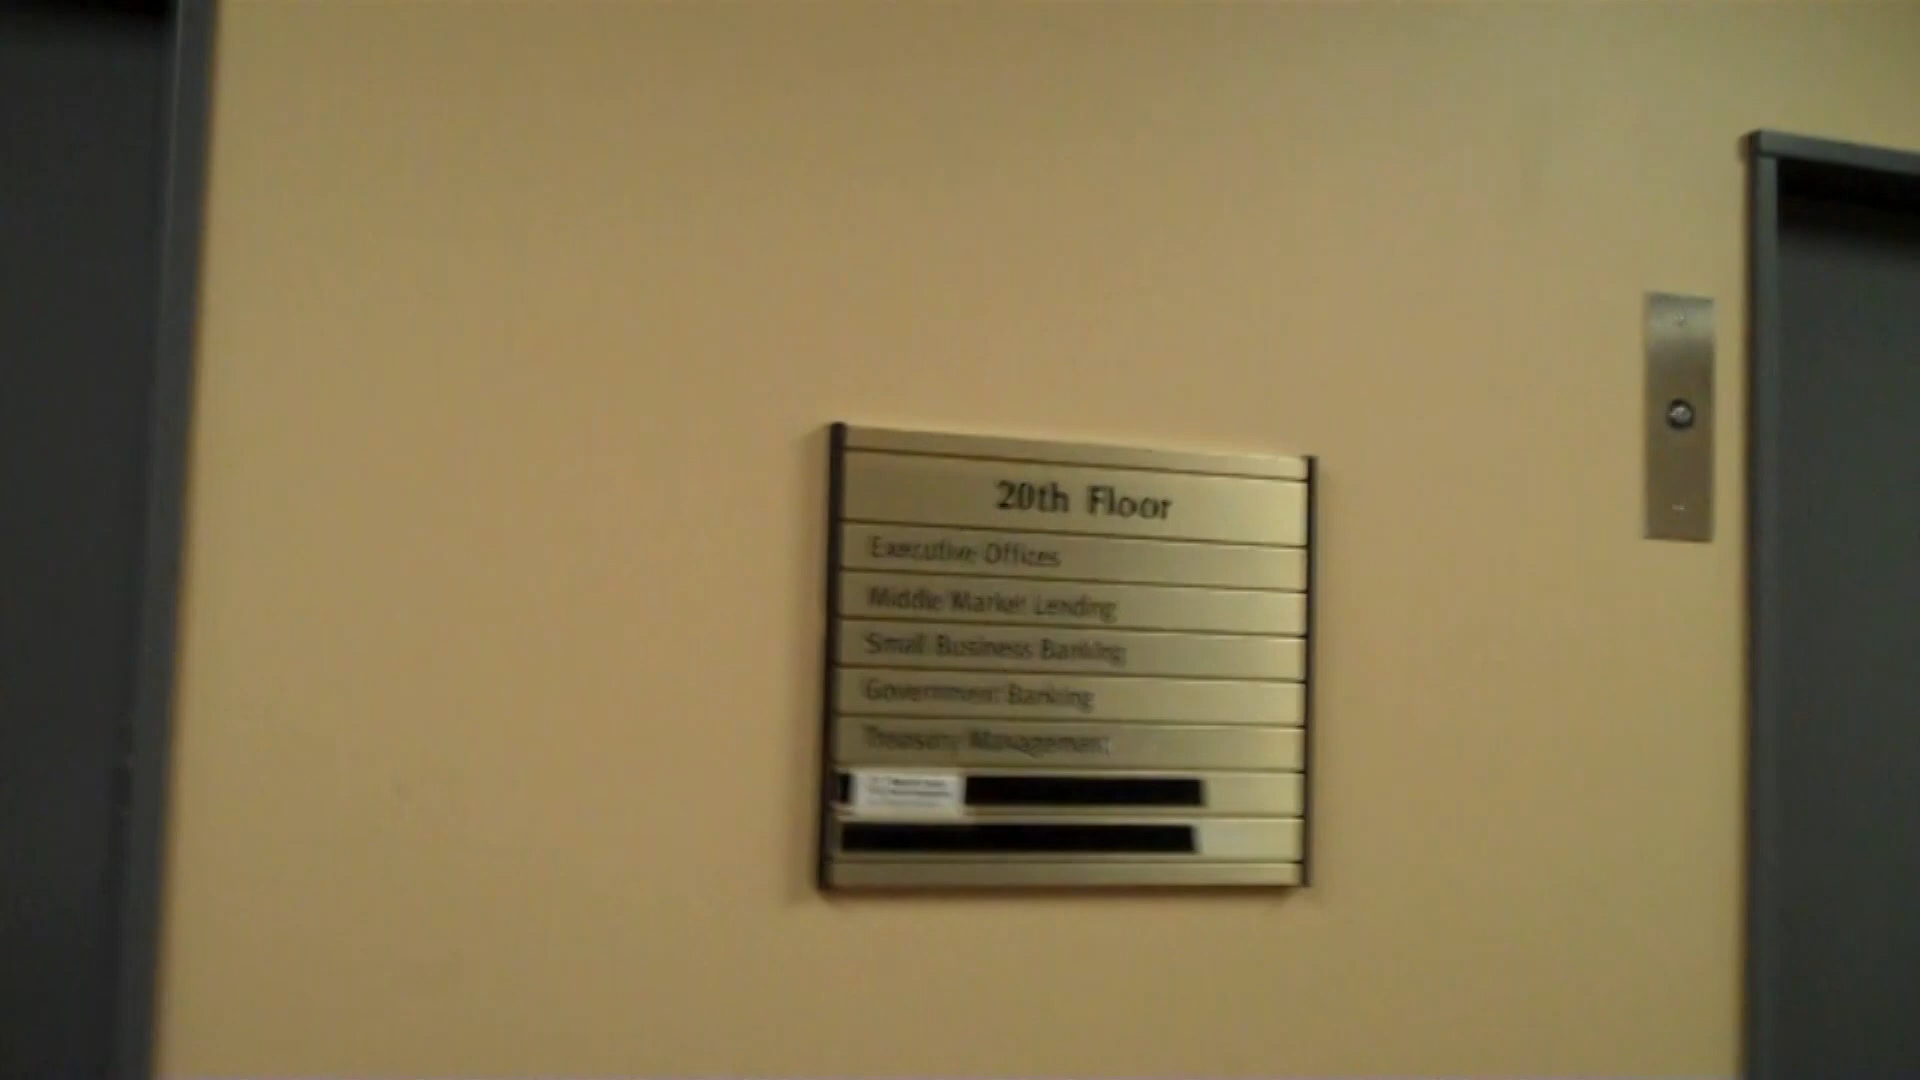 20th Floor
Executive Offices
Middle Market Lending
Small Business Banking
Government Banking
Treasury Management